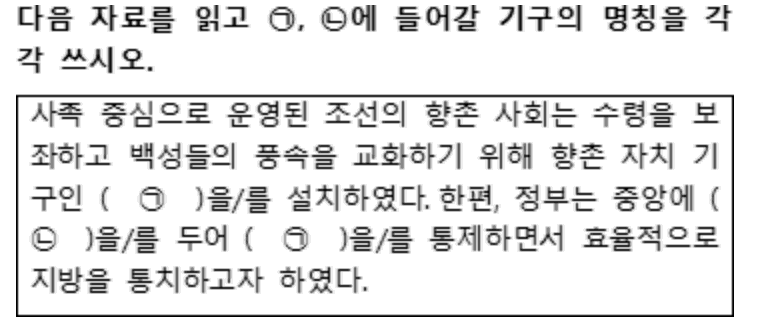 다음 자료를 읽고 ㉠, ㉡에 들어갈 기구의 명칭을 각
각 쓰시오.
사족 중심으로 운영된 조선의 향촌 사회는 수령을 보
좌하고 백성들의 풍속을 교화하기 위해 향촌 자치 기
구인 ( ㉠ )을/를 설치하였다. 한편, 정부는 중앙에 (
㉡ )을/를 두어 ( ㉠ )을/를 통제하면서 효율적으로
지방을 통치하고자 하였다.